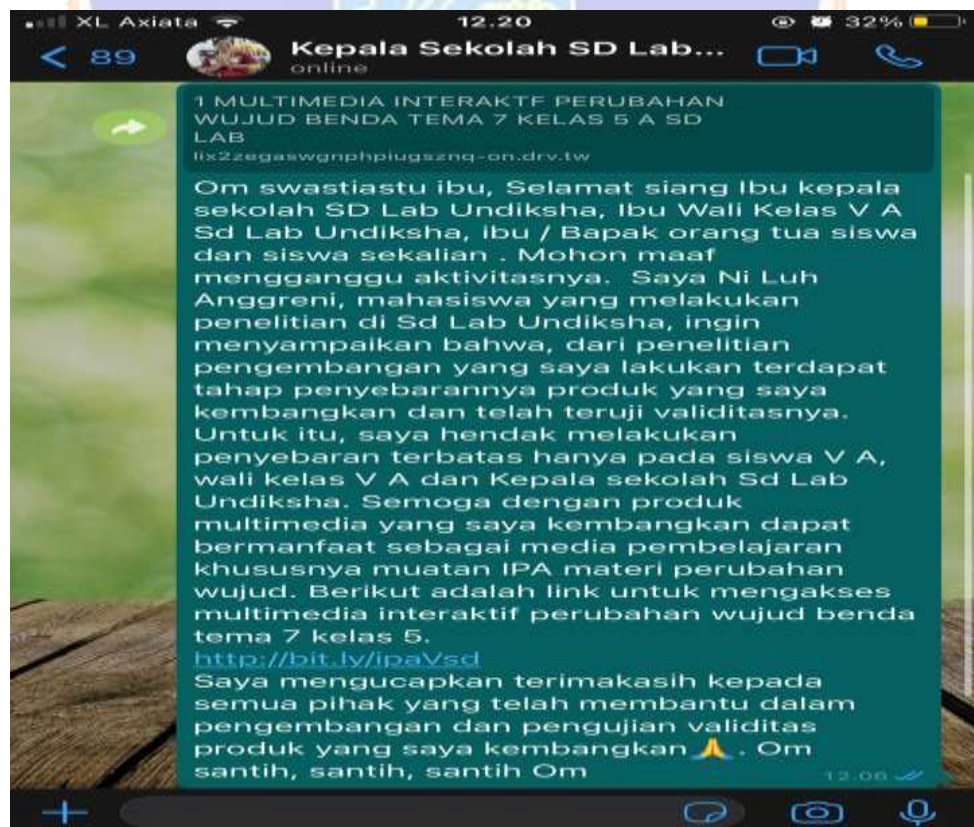 XL Axiata 12.20 32%
89 Kepala Sekolah SD Lab...
online
1 MULTIMEDIA INTERAKTF PERUBAHAN
WUJUD BENDA TEMA 7 KELAS 5 A SD
LAB
lix2zegaswgnphpiugsznq-on.drv.tw
Om swastiastu ibu, Selamat siang Ibu kepala
sekolah SD Lab Undiksha, Ibu Wali Kelas V A
Sd Lab Undiksha, ibu / Bapak orang tua siswa
dan siswa sekalian . Mohon maaf
mengganggu aktivitasnya. Saya Ni Luh
Anggreni, mahasiswa yang melakukan
penelitian di Sd Lab Undiksha, ingin
menyampaikan bahwa, dari penelitian
pengembangan yang saya lakukan terdapat
tahap penyebarannya produk yang saya
kembangkan dan telah teruji validitasnya.
Untuk itu, saya hendak melakukan
penyebaran terbatas hanya pada siswa V A,
wali kelas V A dan Kepala sekolah Sd Lab
Undiksha. Semoga dengan produk
multimedia yang saya kembangkan dapat
bermanfaat sebagai media pembelajaran
khususnya muatan IPA materi perubahan
wujud. Berikut adalah link untuk mengakses
multimedia interaktif perubahan wujud benda
tema 7 kelas 5.
http://bit.ly/ipaVsd
Saya mengucapkan terimakasih kepada
semua pihak yang telah membantu dalam
pengembangan dan pengujian validitas
produk yang saya kembangkan 🙏 . Om
santih, santih, santih Om
12.06